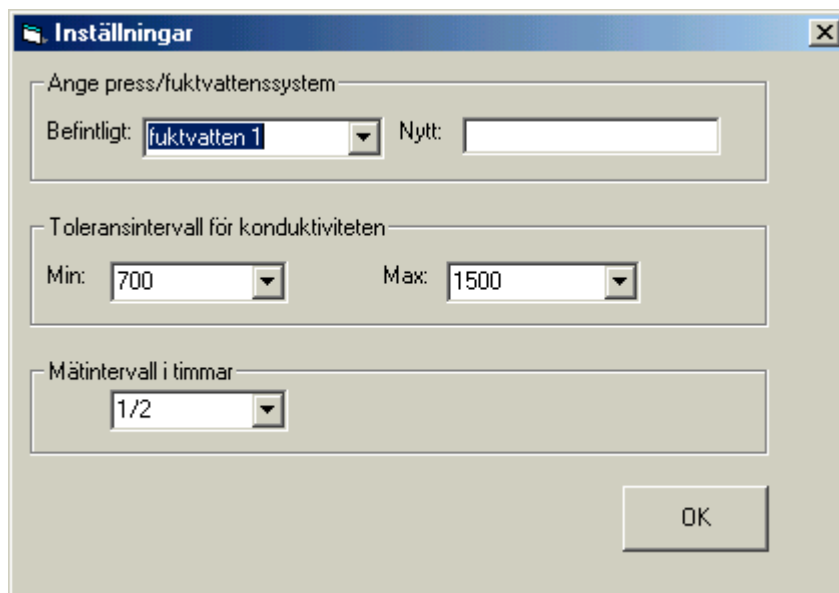 Inställningar
Ange press/fuktvattenssystem
Befintligt: fuktvatten 1 Nytt:
Toleransintervall för konduktiviteten
Min: 700 Max: 1500
Mätintervall i timmar
1/2
OK